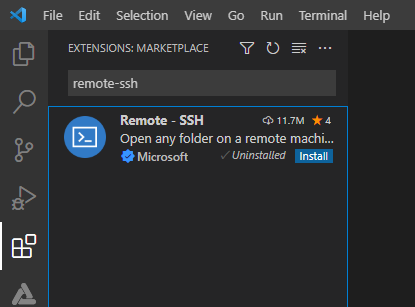 File Edit Selection View Go Run Terminal Help
EXTENSIONS: MARKETPLACE
remote-ssh
Remote - SSH 11.7M 4
Open any folder on a remote machi...
Microsoft Uninstalled Install